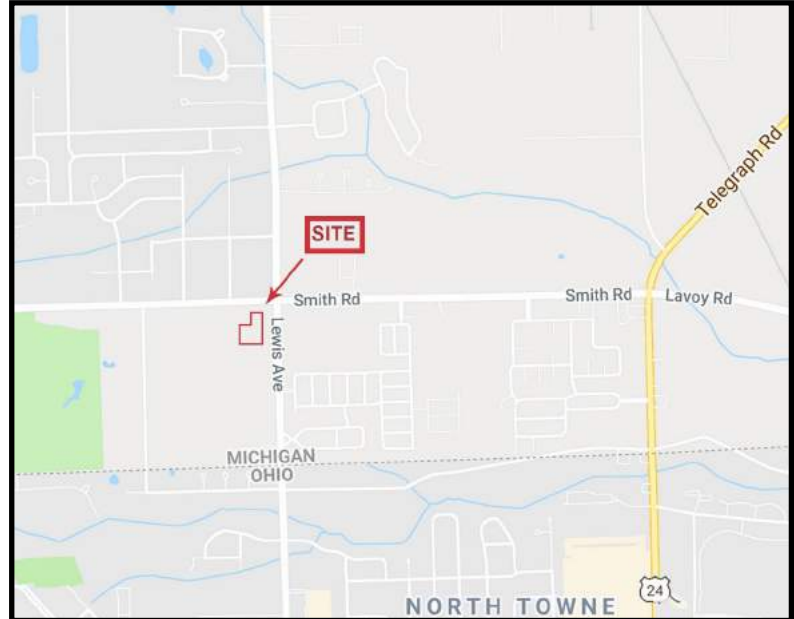 Telegraph Rd
SITE
Smith Rd
Smith Rd
Lavoy Rd
Lewis Ave
MICHIGAN
OHIO
24
NORTH TOWNE